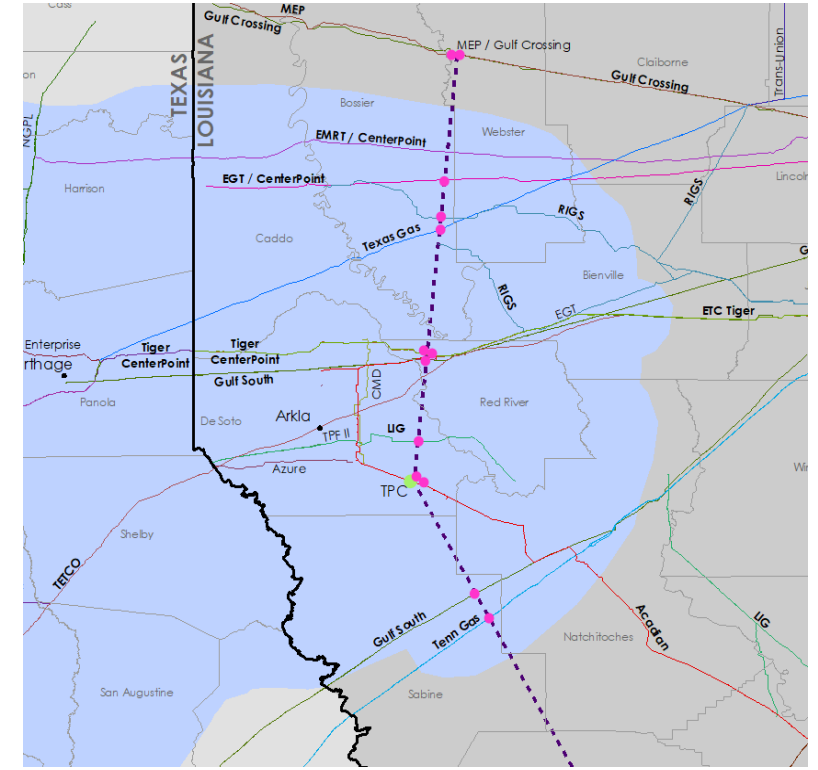 Cass
MEP
Gulf Crossing
MEP / Gulf Crossing
Claiborne
Trans-Union
Gulf Crossing
on
TEXAS
LOUISIANA
Bossier
Webster
NGPL
EMRT / CenterPoint
EGT / CenterPoint
Lincoln
Harrison
RIGS
RIGS
Caddo
Texas Gas
G
Bienville
RIGS
EGT
ETC Tiger
Enterprise
rthage
Tiger
CenterPoint
Tiger
CenterPoint
Gulf South
CMD
Panola
De Soto
Arkla
Red River
TPF II
LIG
Azure
Wi
TPC
Shelby
TETCO
Gulf South
Tenn Gas
Acadian
LIG
Natchitoches
San Augustine
Sabine